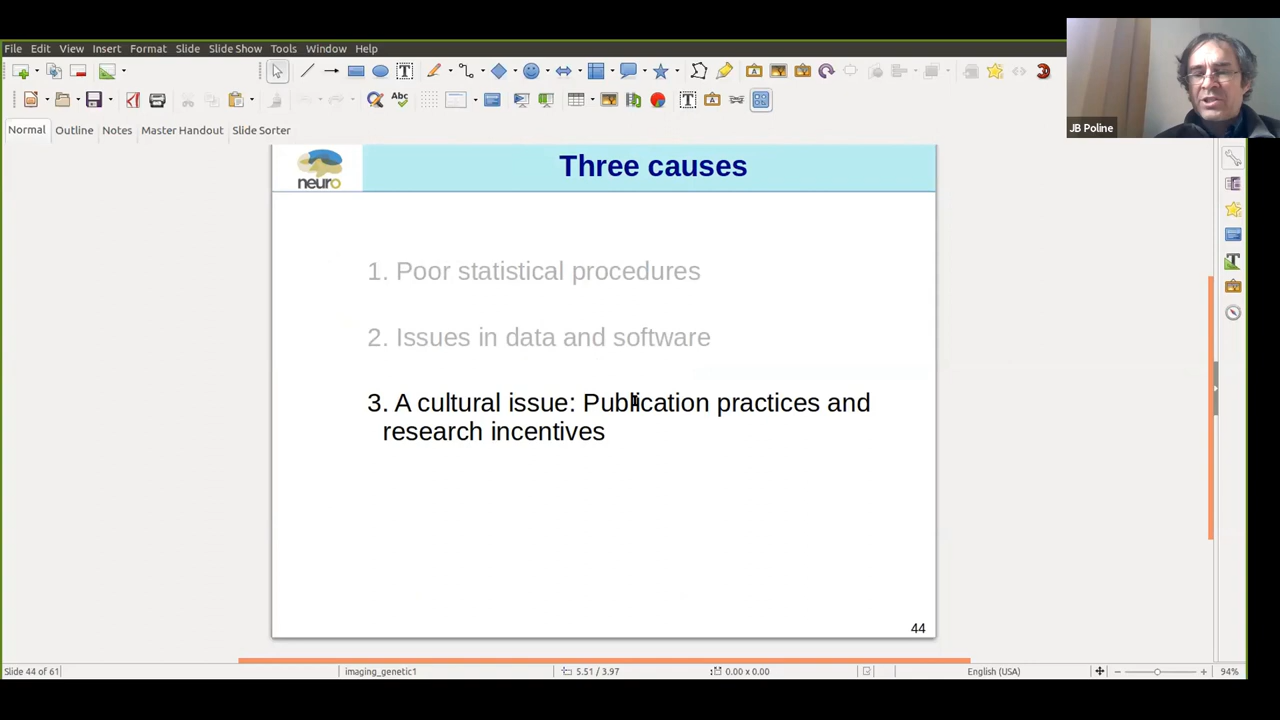 File Edit View Insert Format Slide Slide Show Tools Window Help
Abc
Normal Outline Notes Master Handout Slide Sorter
JB Poline
neuro
Three causes
1. Poor statistical procedures
2. Issues in data and software
3. A cultural issue: Publication practices and
research incentives
44
Slide 44 of 61 imaging_genetic1 5.51 / 3.97 0.00 x 0.00 English (USA) 94%